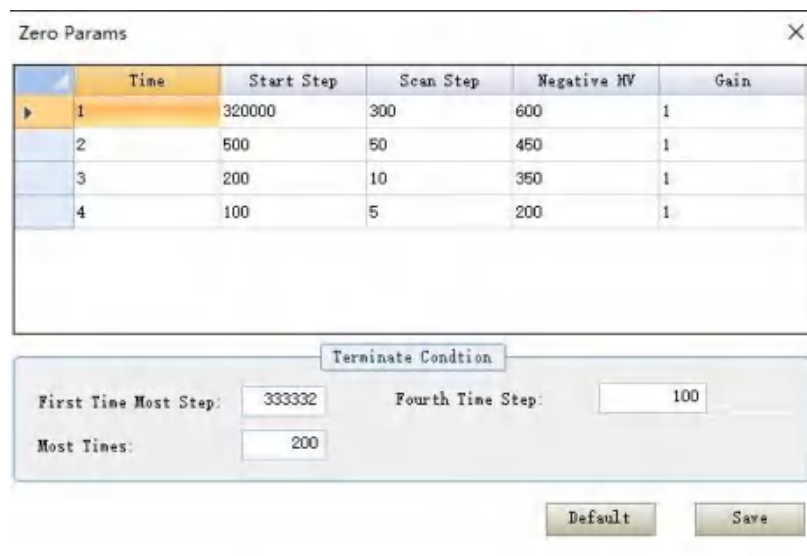 Zero Params
Time Start Step Scan Step Negative HV Gain
1 320000 300 600 1
2 500 50 450 1
3 200 10 350 1
4 100 5 200 1
Terminate Condtion
First Time Most Step: 333332 Fourth Time Step: 100
Most Times: 200
Default Save